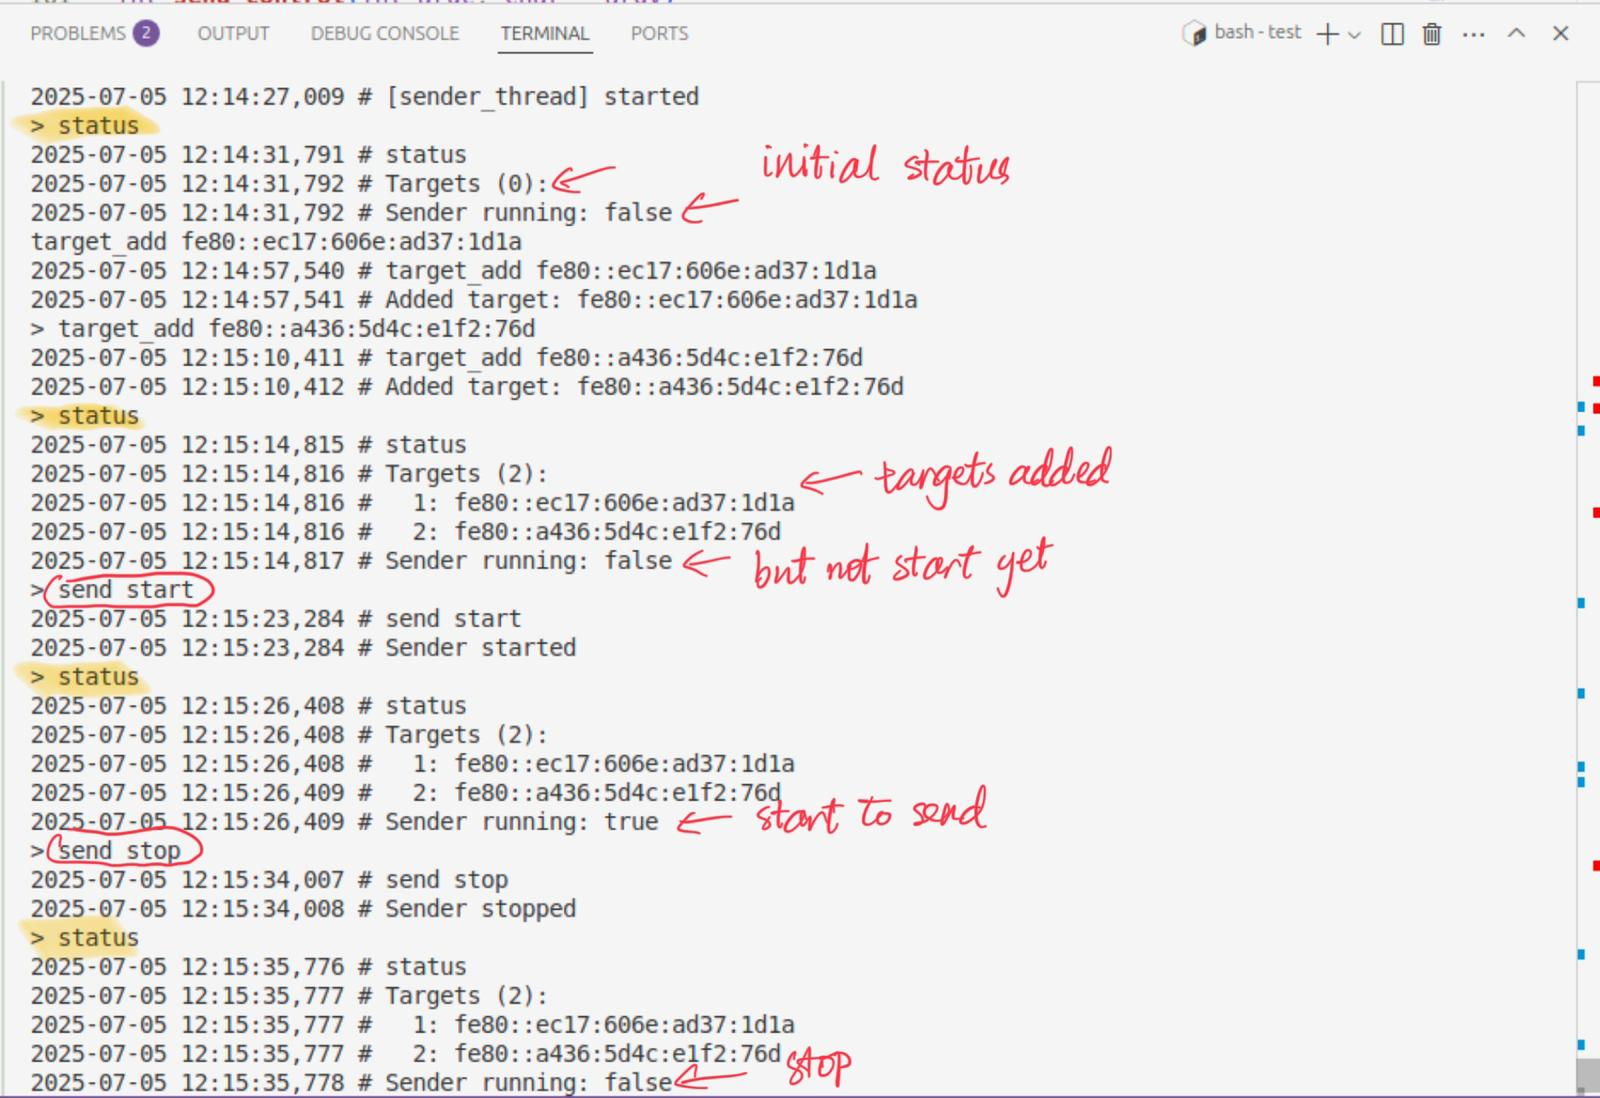 PROBLEMS 2 OUTPUT DEBUG CONSOLE TERMINAL PORTS bash - test
2025-07-05 12:14:27,009 # [sender_thread] started
> status
2025-07-05 12:14:31,791 # status
initial status
2025-07-05 12:14:31,792 # Targets (0):
2025-07-05 12:14:31,792 # Sender running: false
target_add fe80::ec17:606e:ad37:1d1a
2025-07-05 12:14:57,540 # target_add fe80::ec17:606e:ad37:1d1a
2025-07-05 12:14:57,541 # Added target: fe80::ec17:606e:ad37:1d1a
> target_add fe80::a436:5d4c:e1f2:76d
2025-07-05 12:15:10,411 # target_add fe80::a436:5d4c:e1f2:76d
2025-07-05 12:15:10,412 # Added target: fe80::a436:5d4c:e1f2:76d
> status
2025-07-05 12:15:14,815 # status
2025-07-05 12:15:14,816 # Targets (2):
targets added
2025-07-05 12:15:14,816 #   1: fe80::ec17:606e:ad37:1d1a
2025-07-05 12:15:14,816 #   2: fe80::a436:5d4c:e1f2:76d
2025-07-05 12:15:14,817 # Sender running: false
but not start yet
> send start
2025-07-05 12:15:23,284 # send start
2025-07-05 12:15:23,284 # Sender started
> status
2025-07-05 12:15:26,408 # status
2025-07-05 12:15:26,408 # Targets (2):
2025-07-05 12:15:26,408 #   1: fe80::ec17:606e:ad37:1d1a
2025-07-05 12:15:26,409 #   2: fe80::a436:5d4c:e1f2:76d
2025-07-05 12:15:26,409 # Sender running: true
start to send
> send stop
2025-07-05 12:15:34,007 # send stop
2025-07-05 12:15:34,008 # Sender stopped
> status
2025-07-05 12:15:35,776 # status
2025-07-05 12:15:35,777 # Targets (2):
2025-07-05 12:15:35,777 #   1: fe80::ec17:606e:ad37:1d1a
2025-07-05 12:15:35,777 #   2: fe80::a436:5d4c:e1f2:76d
2025-07-05 12:15:35,778 # Sender running: false
stop